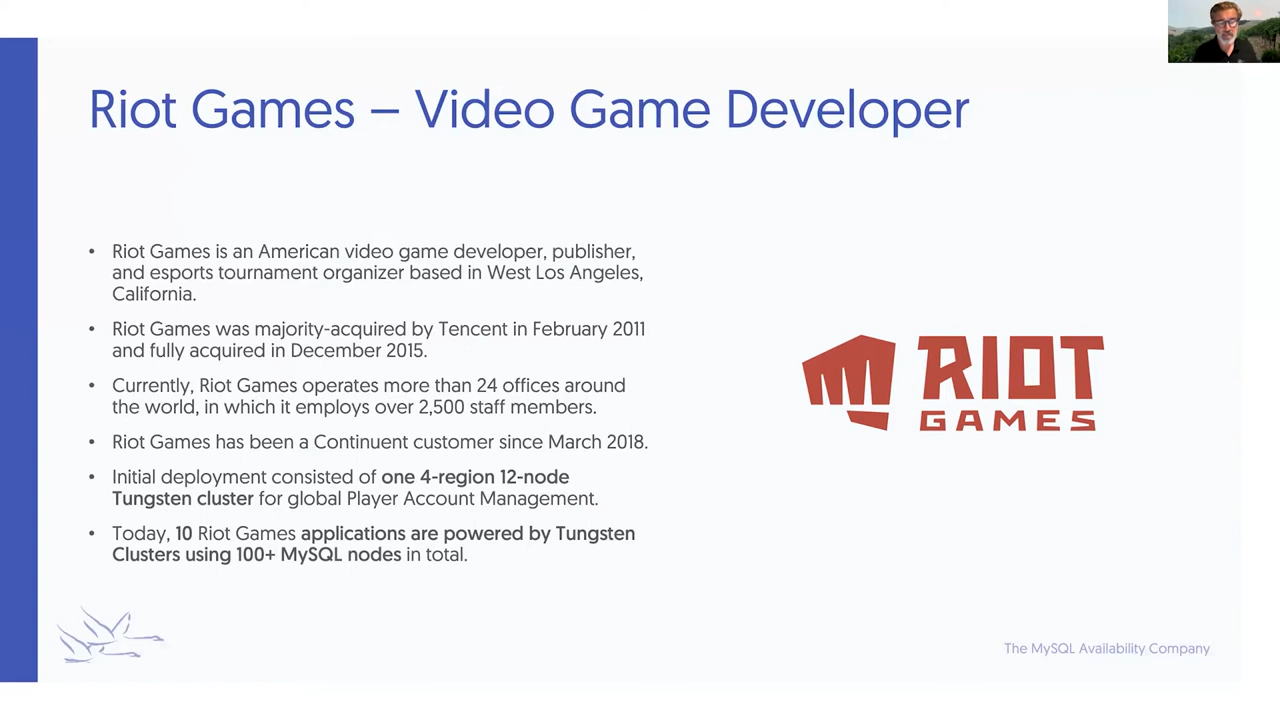 Riot Games – Video Game Developer
• Riot Games is an American video game developer, publisher,
and esports tournament organizer based in West Los Angeles,
California.
• Riot Games was majority-acquired by Tencent in February 2011
and fully acquired in December 2015.
• Currently, Riot Games operates more than 24 offices around
the world, in which it employs over 2,500 staff members.
• Riot Games has been a Continuent customer since March 2018.
• Initial deployment consisted of one 4-region 12-node
Tungsten cluster for global Player Account Management.
• Today, 10 Riot Games applications are powered by Tungsten
Clusters using 100+ MySQL nodes in total.
RIOT
GAMES
The MySQL Availability Company